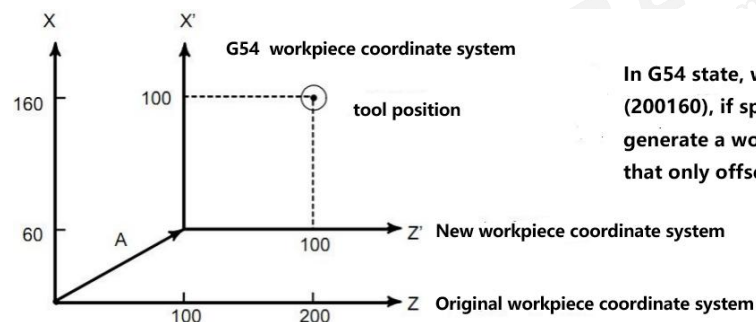 X
X'
G54 workpiece coordinate system
160
100
tool position
In G54 state, w
(200160), if sp
generate a wo
that only offse
60
A
100
Z' New workpiece coordinate system
Z Original workpiece coordinate system
100
200